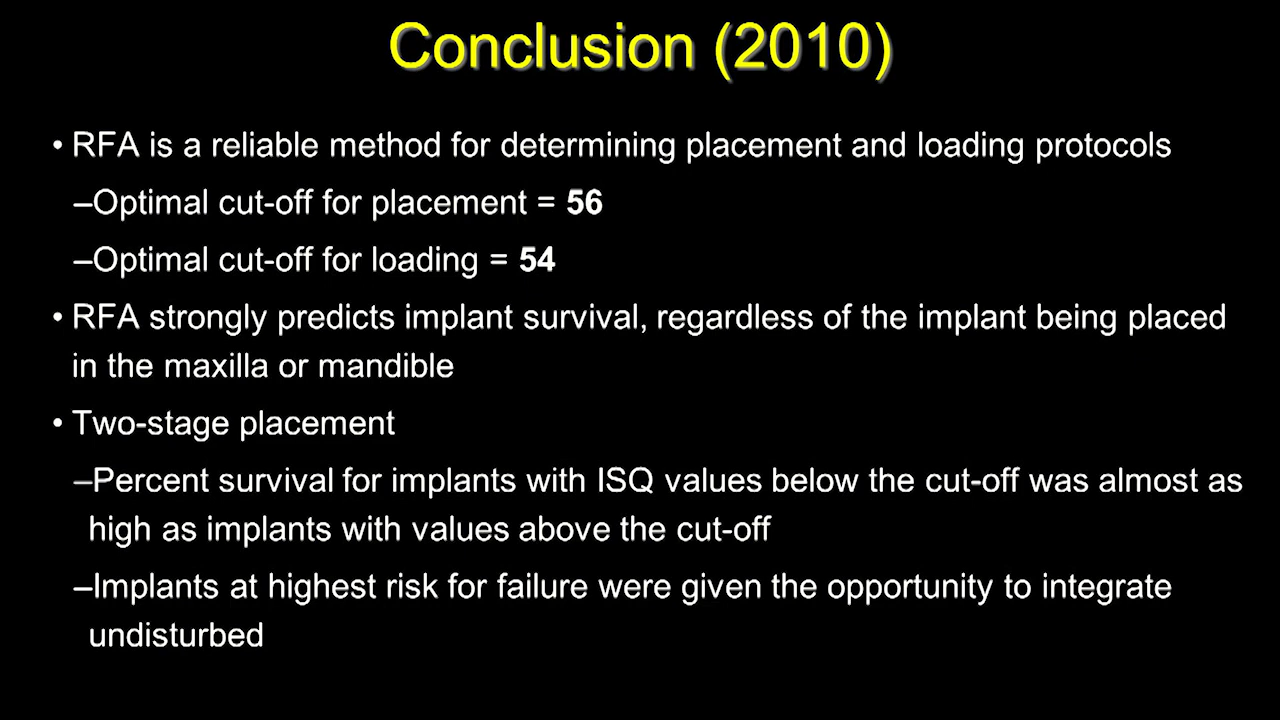 Conclusion (2010)
• RFA is a reliable method for determining placement and loading protocols
–Optimal cut-off for placement = 56
–Optimal cut-off for loading = 54
• RFA strongly predicts implant survival, regardless of the implant being placed
in the maxilla or mandible
• Two-stage placement
–Percent survival for implants with ISQ values below the cut-off was almost as
high as implants with values above the cut-off
–Implants at highest risk for failure were given the opportunity to integrate
undisturbed